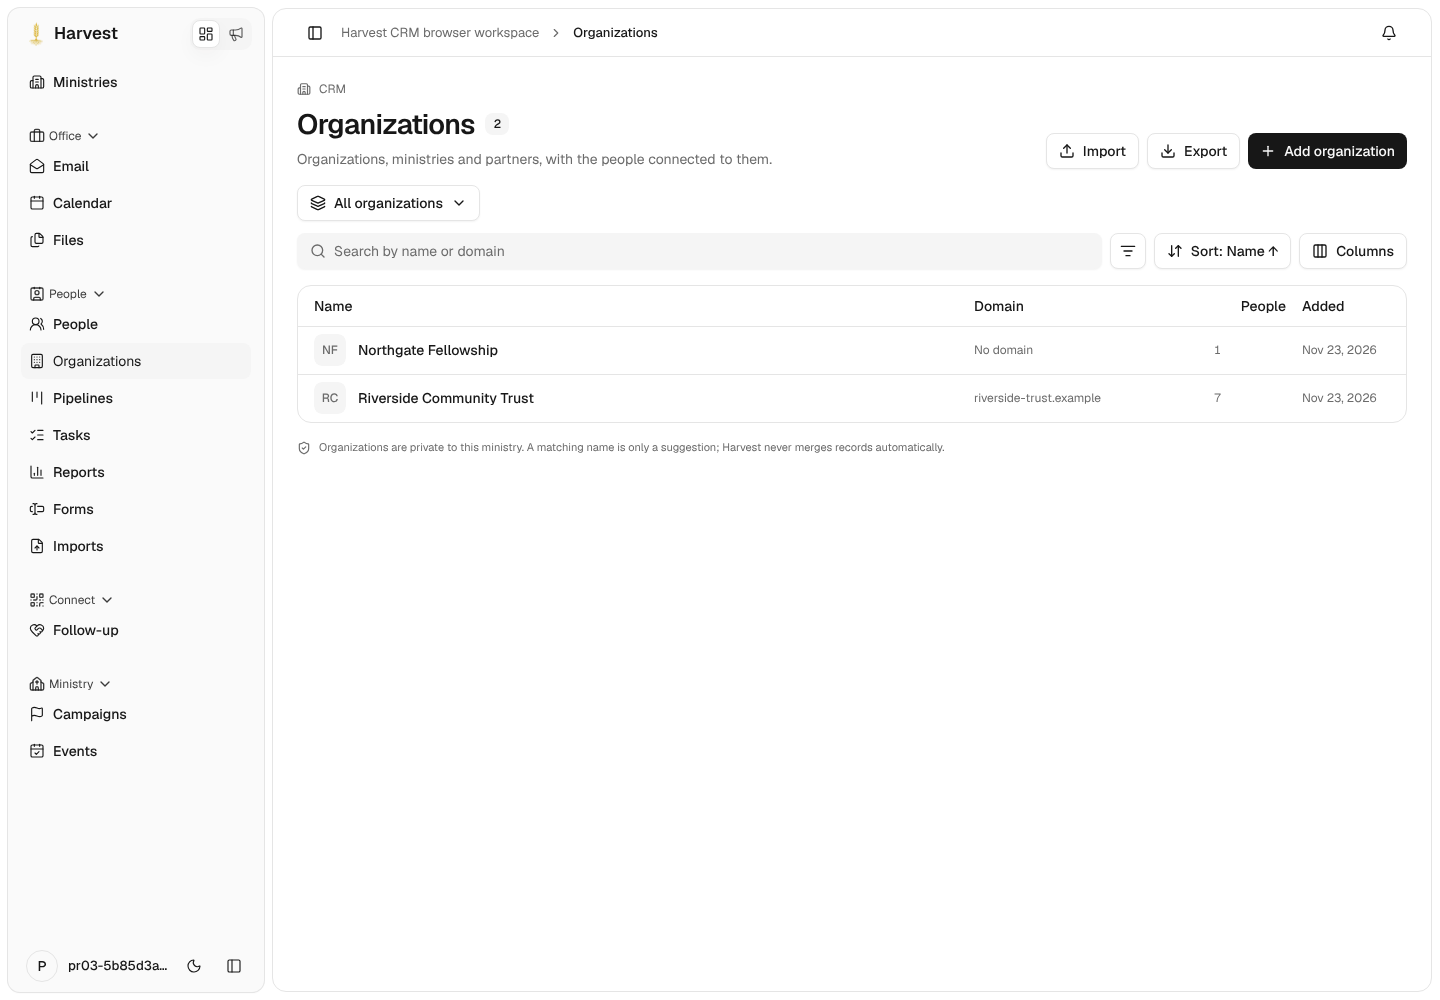 Harvest
Ministries
Office
Email
Calendar
Files
People
People
Organizations
Pipelines
Tasks
Reports
Forms
Imports
Connect
Follow-up
Ministry
Campaigns
Events
P pr03-5b85d3a...
Harvest CRM browser workspace > Organizations
CRM
Organizations 2
Organizations, ministries and partners, with the people connected to them.
Import Export + Add organization
All organizations
Search by name or domain Sort: Name ↑ Columns
Name Domain People Added
NF Northgate Fellowship No domain 1 Nov 23, 2026
RC Riverside Community Trust riverside-trust.example 7 Nov 23, 2026
Organizations are private to this ministry. A matching name is only a suggestion; Harvest never merges records automatically.